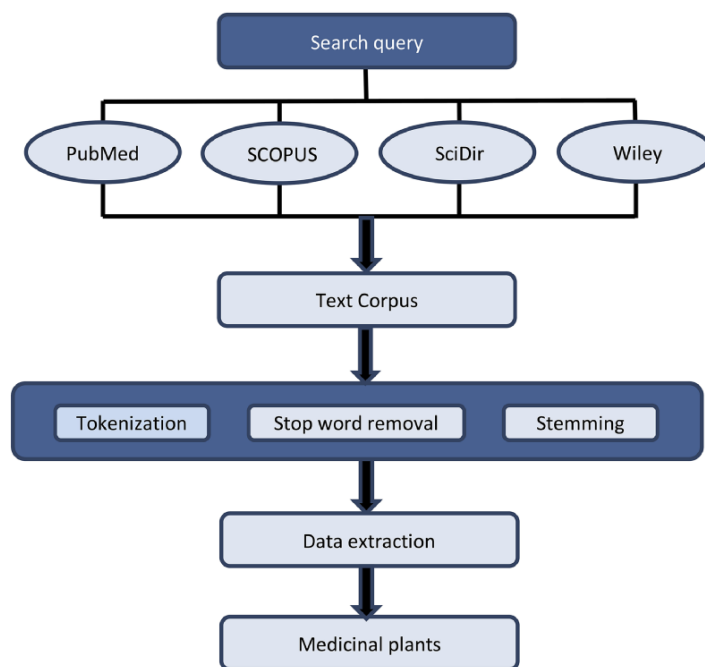 Search query
PubMed
SCOPUS
SciDir
Wiley
Text Corpus
Tokenization
Stop word removal
Stemming
Data extraction
Medicinal plants